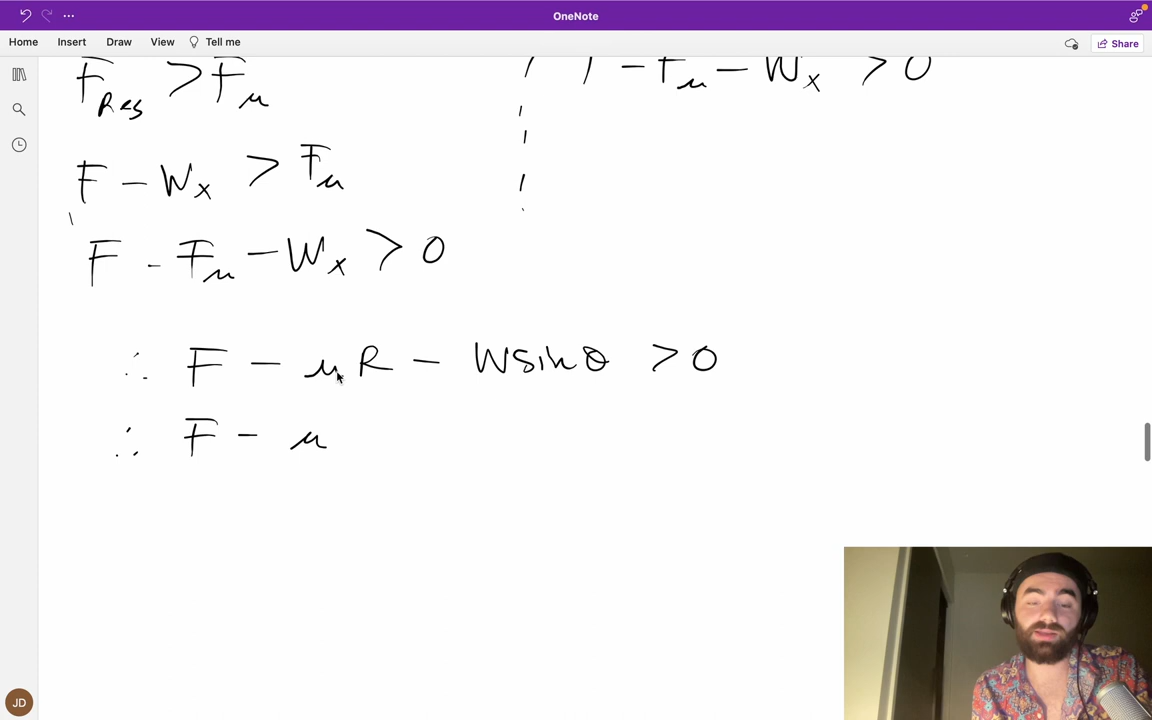 OneNote
Home Insert Draw View Tell me Share
F_Res > F_μ
F - F_μ - W_x > 0
F - W_x > F_μ
F - F_μ - W_x > 0
∴ F - μR - W sin θ > 0
∴ F - μ
JD